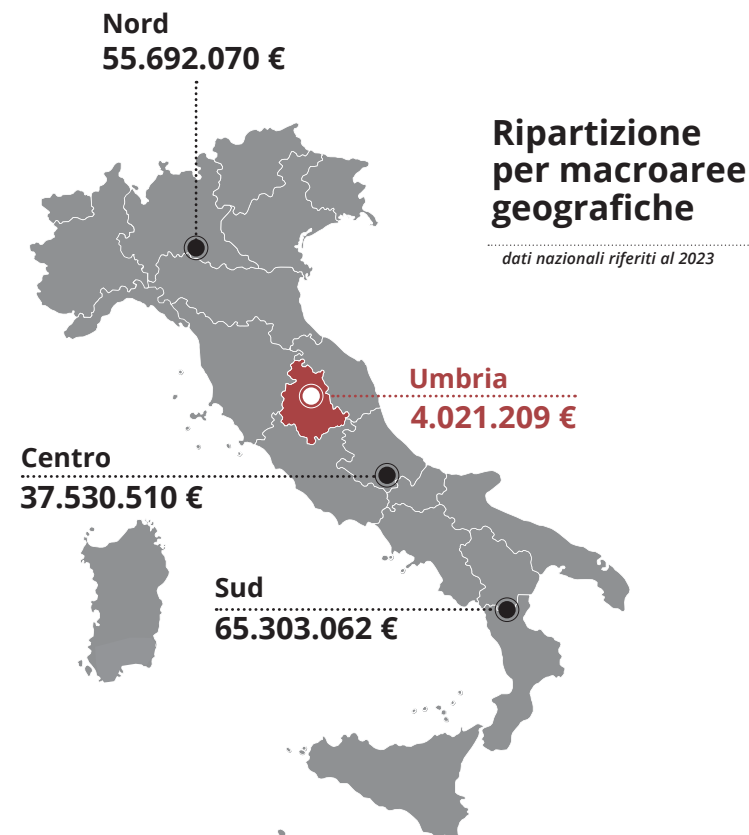 Nord
55.692.070 €
Ripartizione
per macroaree
geografiche
dati nazionali riferiti al 2023
Umbria
4.021.209 €
Centro
37.530.510 €
Sud
65.303.062 €